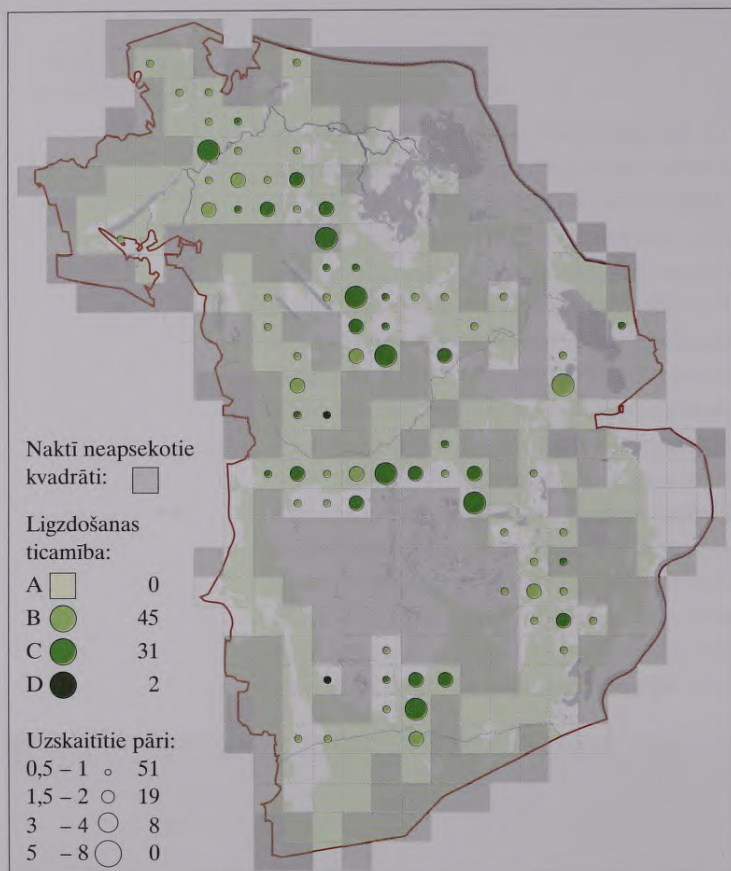 Naktī neapsekotie
kvadrāti:
Ligzdošanas
ticamība:
A 0
B 45
C 31
D 2
Uzskaitītie pāri:
0,5 – 1 51
1,5 – 2 19
3 – 4 8
5 – 8 0